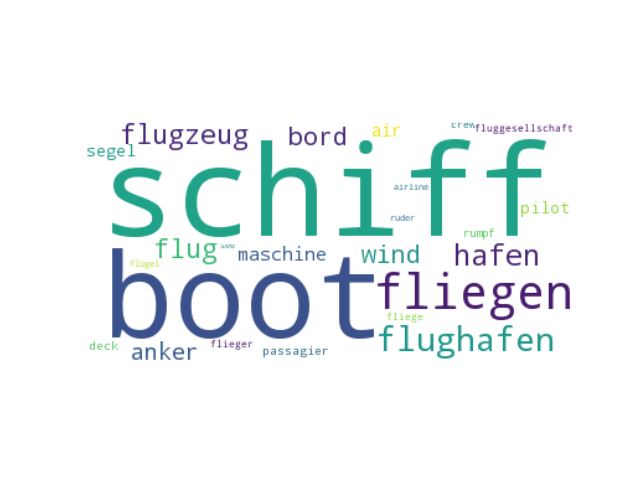 crew fluggesellschaft
flugzeug bord air
segel
schiff
airline
pilot
ruder
rumpf
flug see maschine wind hafen
flügel
boot
fliegen
fliege
flughafen
deck anker flieger passagier